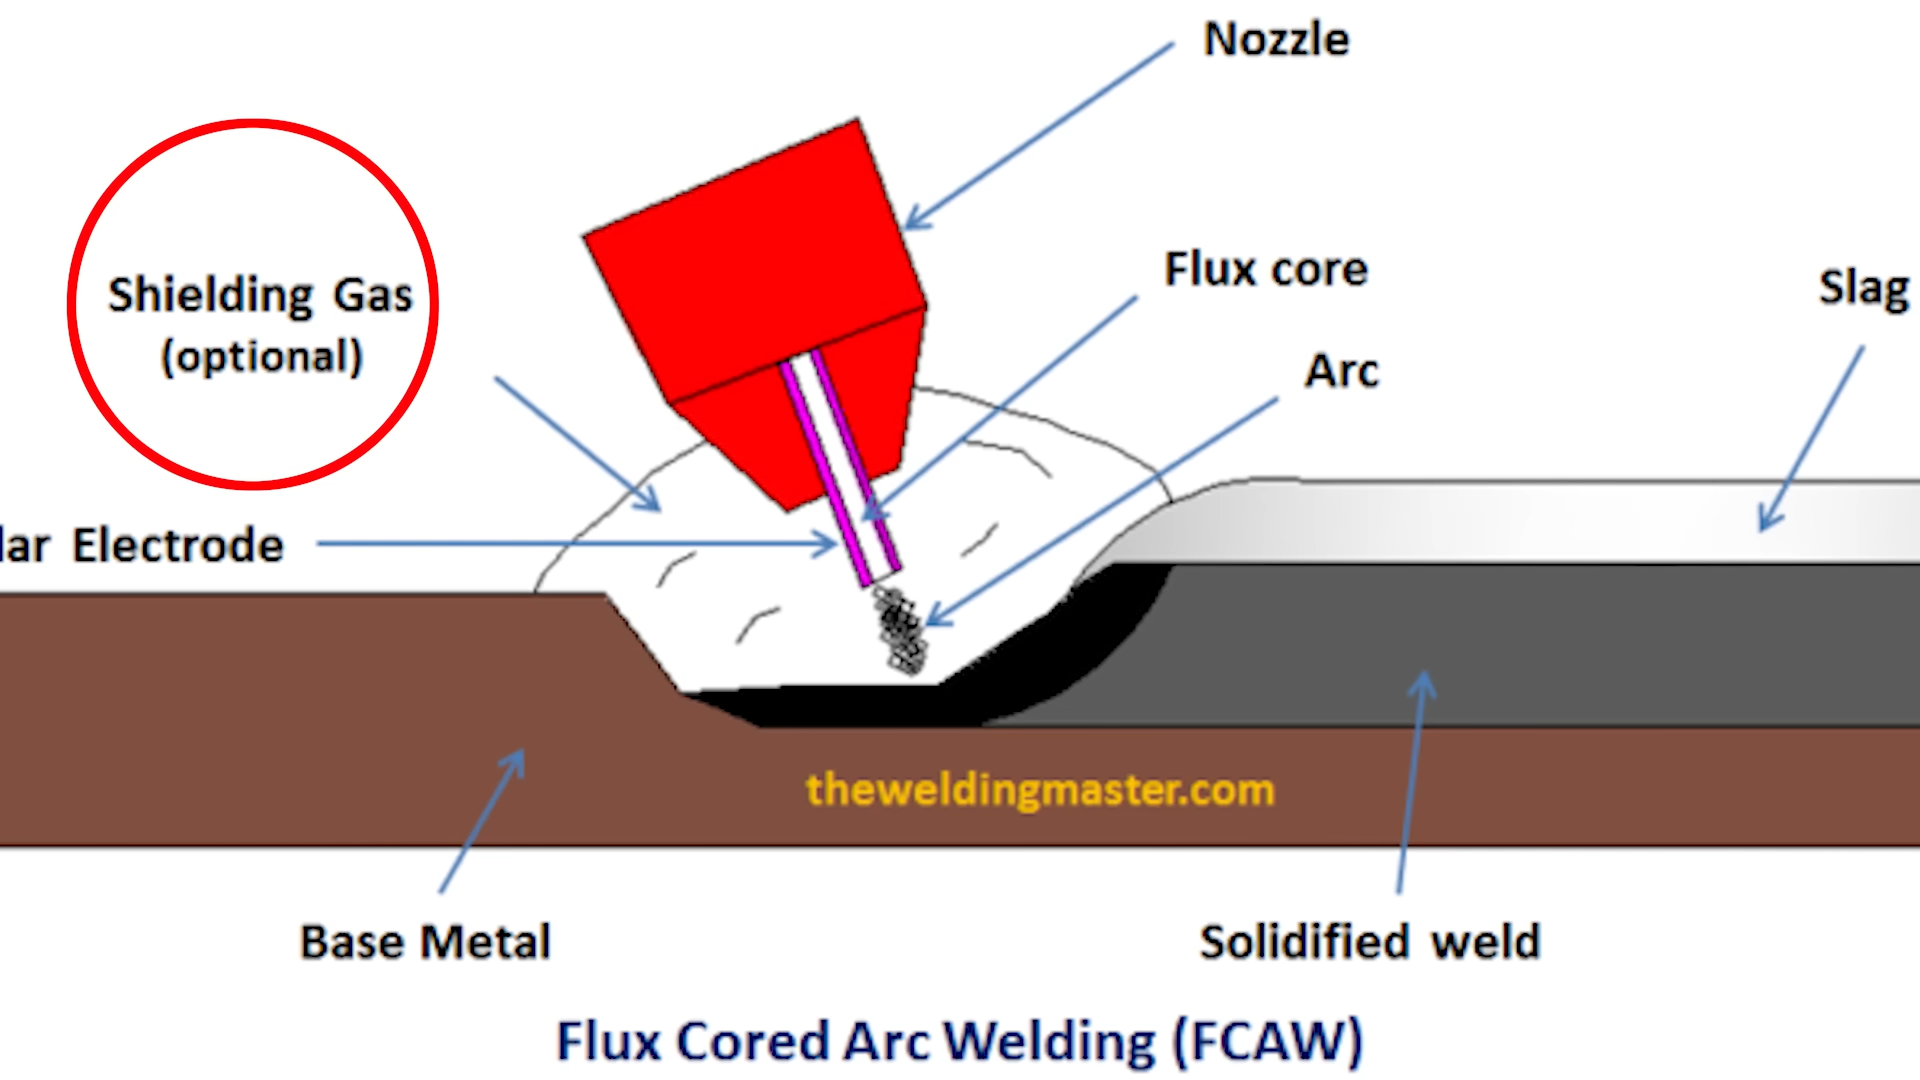 Nozzle
Flux core
Slag
Shielding Gas
(optional)
Arc
lar Electrode
theweldingmaster.com
Base Metal
Solidified weld
Flux Cored Arc Welding (FCAW)